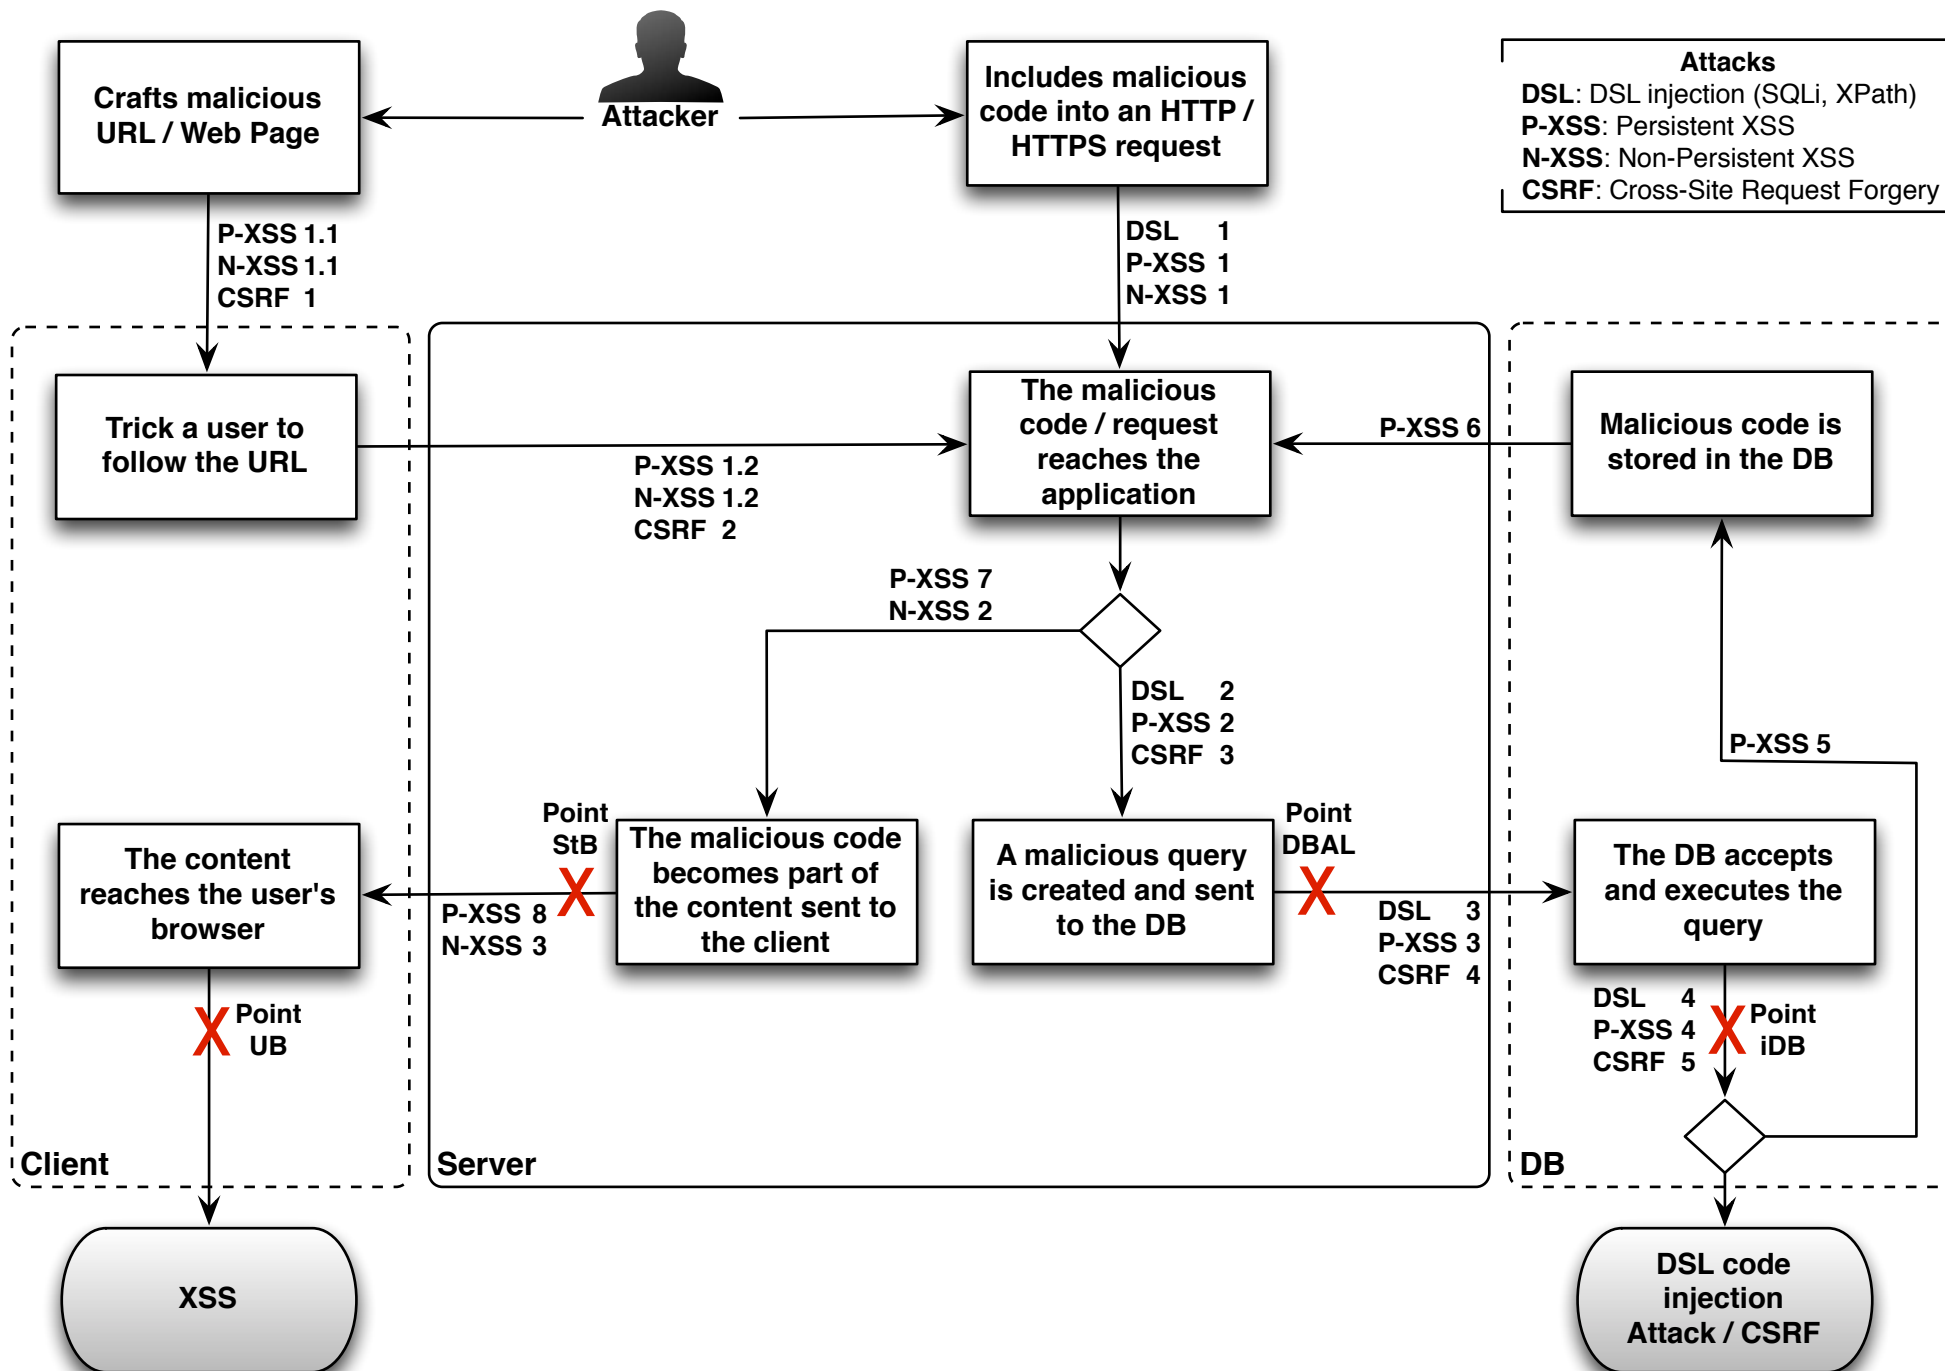 Crafts malicious
URL / Web Page
Attacker
Includes malicious
code into an HTTP /
HTTPS request
Attacks
DSL: DSL injection (SQLi, XPath)
P-XSS: Persistent XSS
N-XSS: Non-Persistent XSS
CSRF: Cross-Site Request Forgery
P-XSS 1.1
N-XSS 1.1
CSRF 1
DSL 1
P-XSS 1
N-XSS 1
Trick a user to
follow the URL
P-XSS 1.2
N-XSS 1.2
CSRF 2
The malicious
code / request
reaches the
application
P-XSS 6
Malicious code is
stored in the DB
P-XSS 7
N-XSS 2
DSL 2
P-XSS 2
CSRF 3
P-XSS 5
The content
reaches the user's
browser
Point
StB
X
P-XSS 8
N-XSS 3
The malicious code
becomes part of
the content sent to
the client
A malicious query
is created and sent
to the DB
Point
DBAL
X
DSL 3
P-XSS 3
CSRF 4
The DB accepts
and executes the
query
X
Point
UB
DSL 4
P-XSS 4
CSRF 5
X
Point
iDB
Client
Server
DB
XSS
DSL code
injection
Attack / CSRF